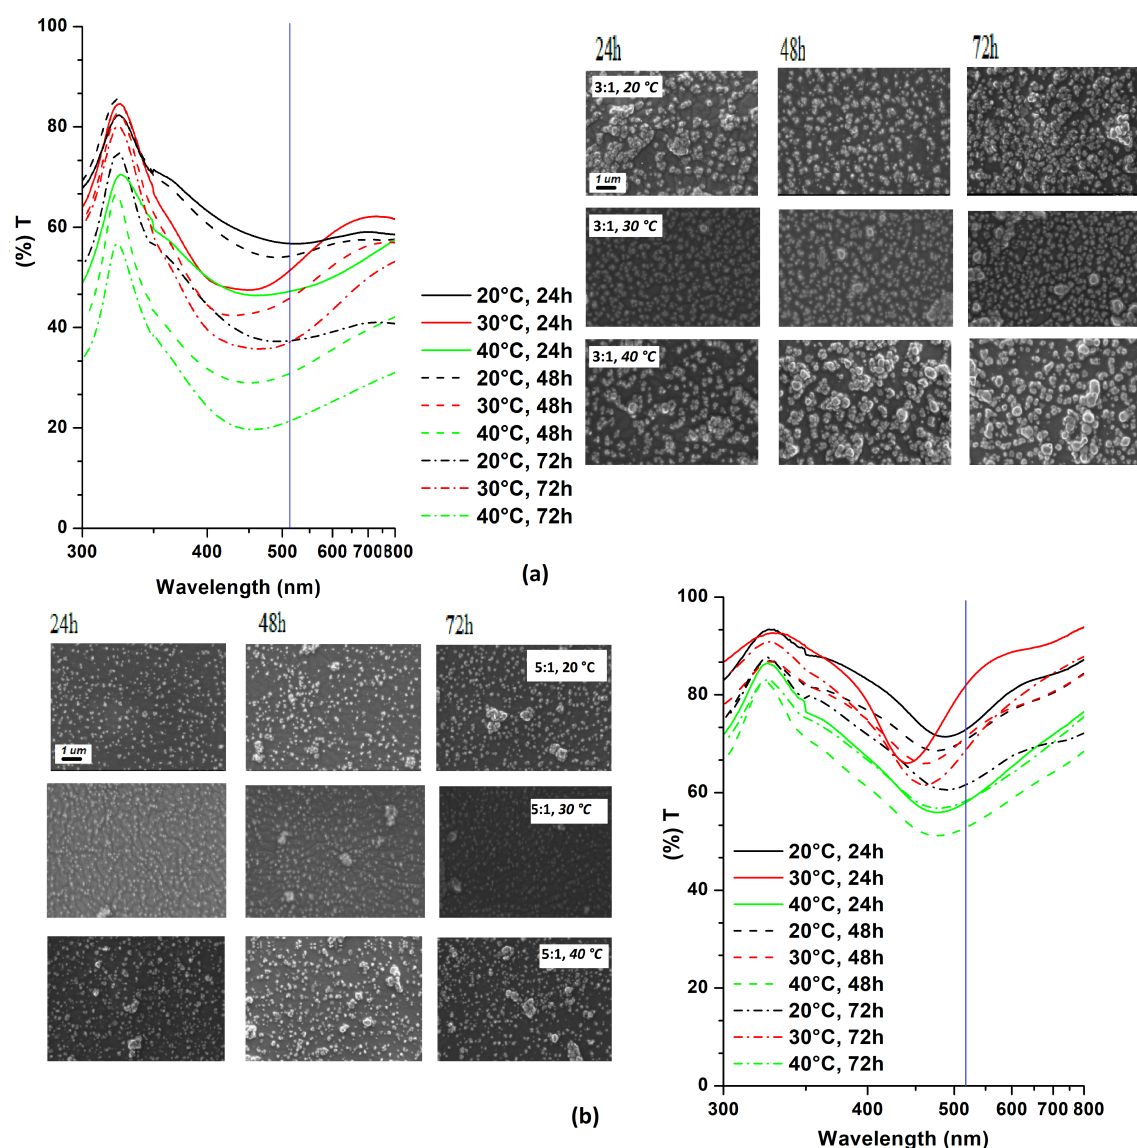 100
80
60
40
20
0
(%) T
300
400
500
600
700
800
Wavelength (nm)
20°C, 24h
30°C, 24h
40°C, 24h
20°C, 48h
30°C, 48h
40°C, 48h
20°C, 72h
30°C, 72h
40°C, 72h
24h
48h
72h
3:1, 20 °C
1 um
3:1, 30 °C
3:1, 40 °C
(a)
24h
48h
72h
5:1, 20 °C
1 um
5:1, 30 °C
5:1, 40 °C
(b)
100
80
60
40
20
0
(%) T
300
400
500
600
700
800
Wavelength (nm)
20°C, 24h
30°C, 24h
40°C, 24h
20°C, 48h
30°C, 48h
40°C, 48h
20°C, 72h
30°C, 72h
40°C, 72h